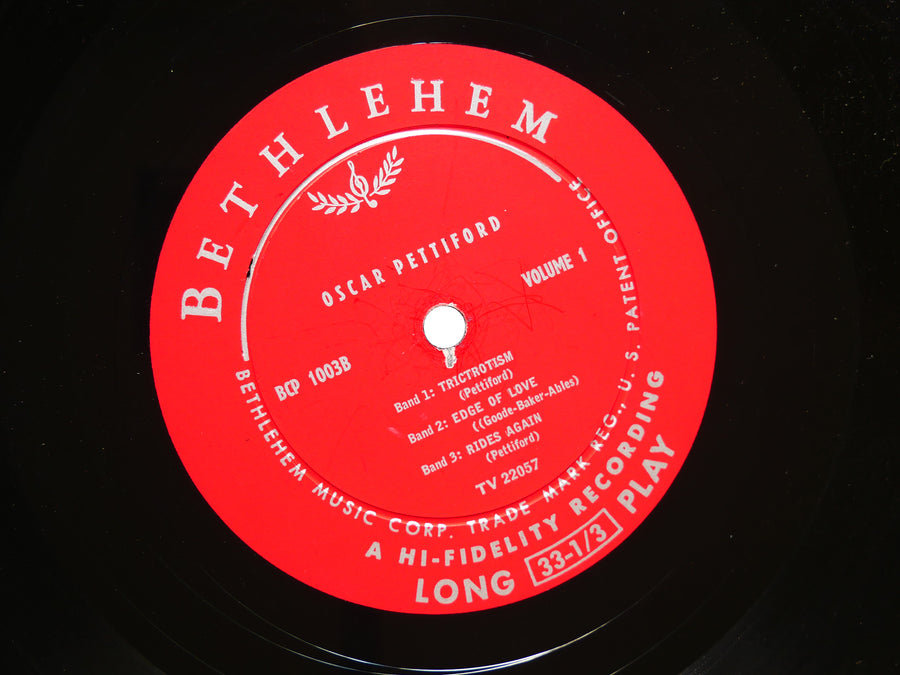 BETHLEHEM
OSCAR PETTIFORD
VOLUME 1
BCP 1003B
Band 1: TRICTROTISM
(Pettiford)
Band 2: EDGE OF LOVE
((Goode-Baker-Ables)
Band 3: RIDES AGAIN
(Pettiford)
TV 22057
BETHLEHEM MUSIC CORP. TRADE MARK REG., U. S. PATENT OFFICE
A HI-FIDELITY RECORDING
LONG 33-1/3 PLAY